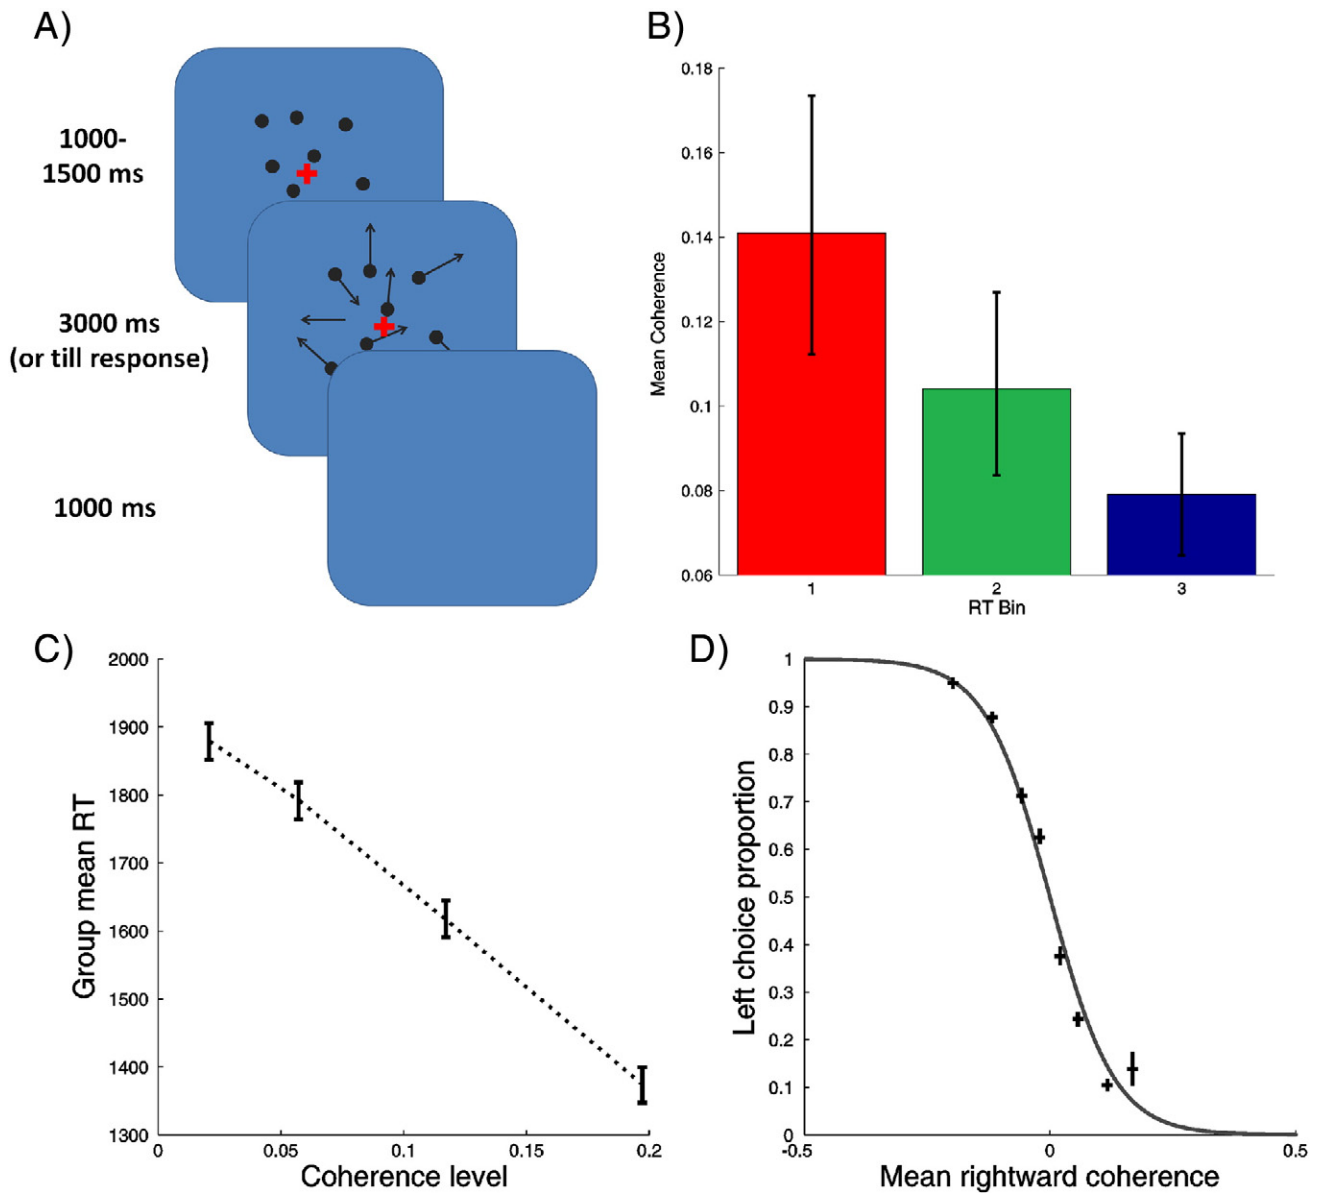 A)
1000-
1500 ms
3000 ms
(or till response)
1000 ms
B)
0.18
0.16
0.14
0.12
0.1
0.08
0.06
Mean Coherence
1 2 3
RT Bin
C)
2000
1900
1800
1700
1600
1500
1400
1300
Group mean RT
0 0.05 0.1 0.15 0.2
Coherence level
D)
1
0.9
0.8
0.7
0.6
0.5
0.4
0.3
0.2
0.1
0
Left choice proportion
-0.5 0 0.5
Mean rightward coherence